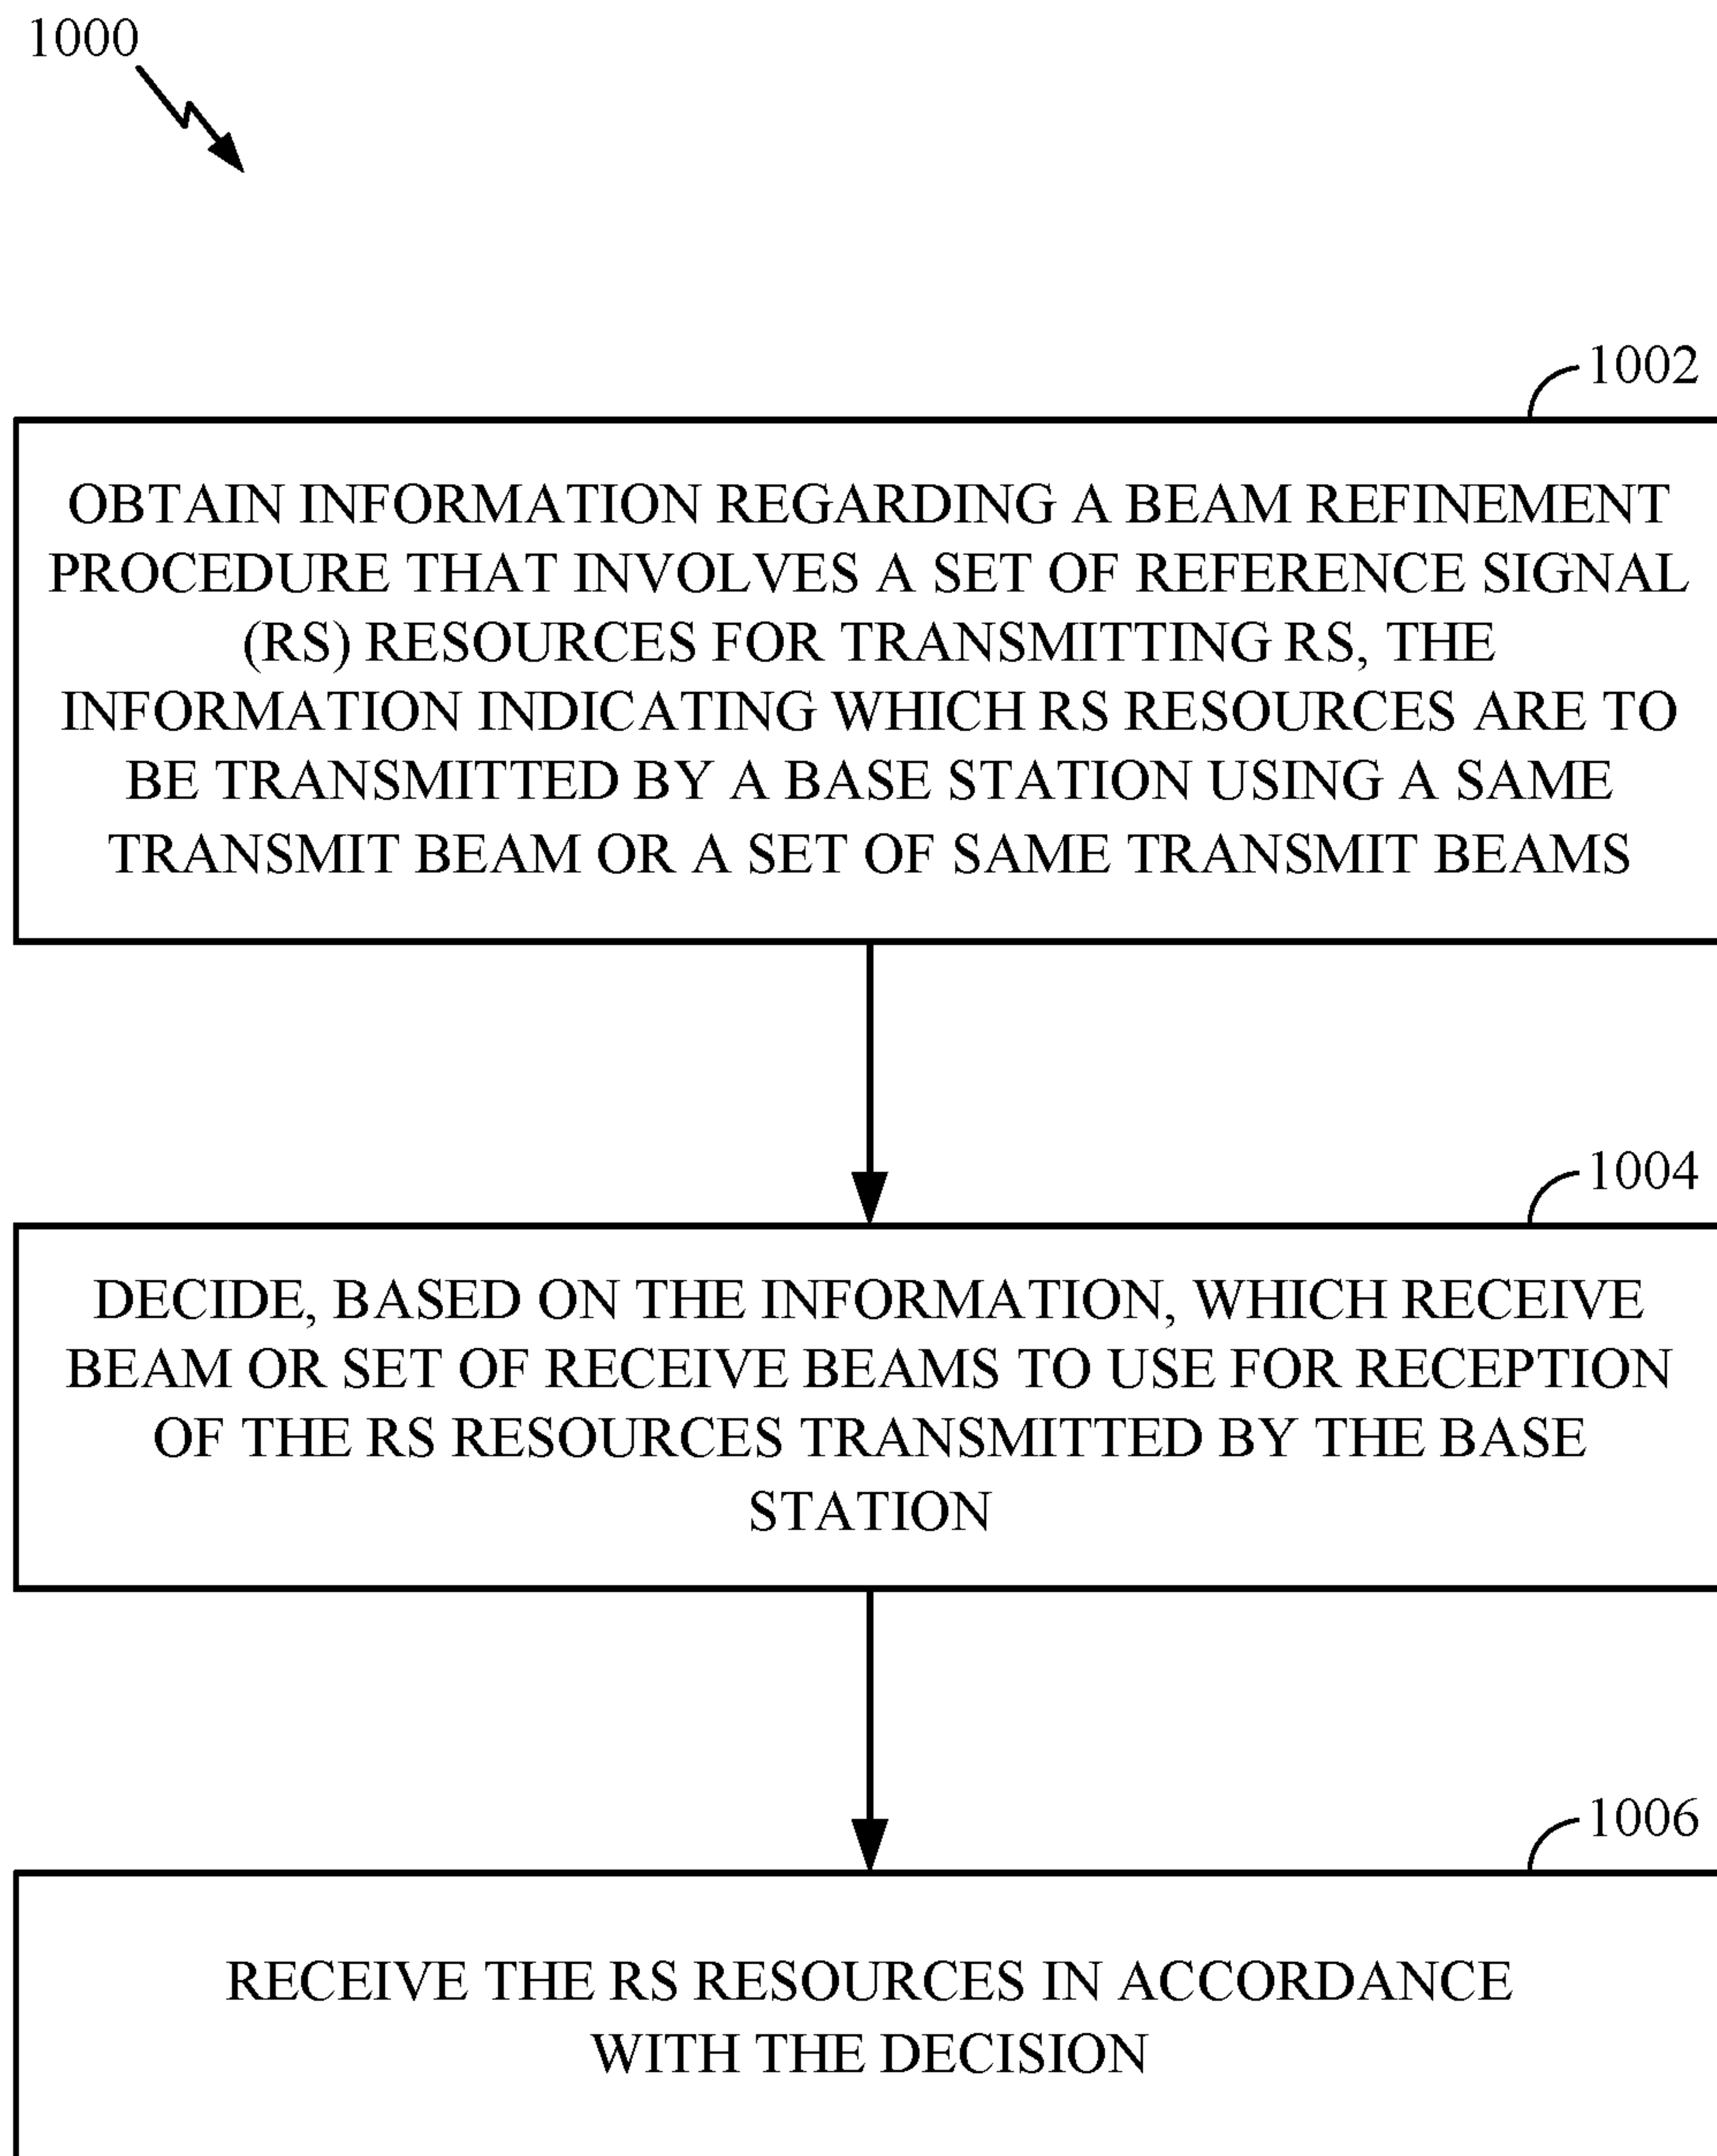 1000
1002
OBTAIN INFORMATION REGARDING A BEAM REFINEMENT
PROCEDURE THAT INVOLVES A SET OF REFERENCE SIGNAL
(RS) RESOURCES FOR TRANSMITTING RS, THE
INFORMATION INDICATING WHICH RS RESOURCES ARE TO
BE TRANSMITTED BY A BASE STATION USING A SAME
TRANSMIT BEAM OR A SET OF SAME TRANSMIT BEAMS
1004
DECIDE, BASED ON THE INFORMATION, WHICH RECEIVE
BEAM OR SET OF RECEIVE BEAMS TO USE FOR RECEPTION
OF THE RS RESOURCES TRANSMITTED BY THE BASE
STATION
1006
RECEIVE THE RS RESOURCES IN ACCORDANCE
WITH THE DECISION